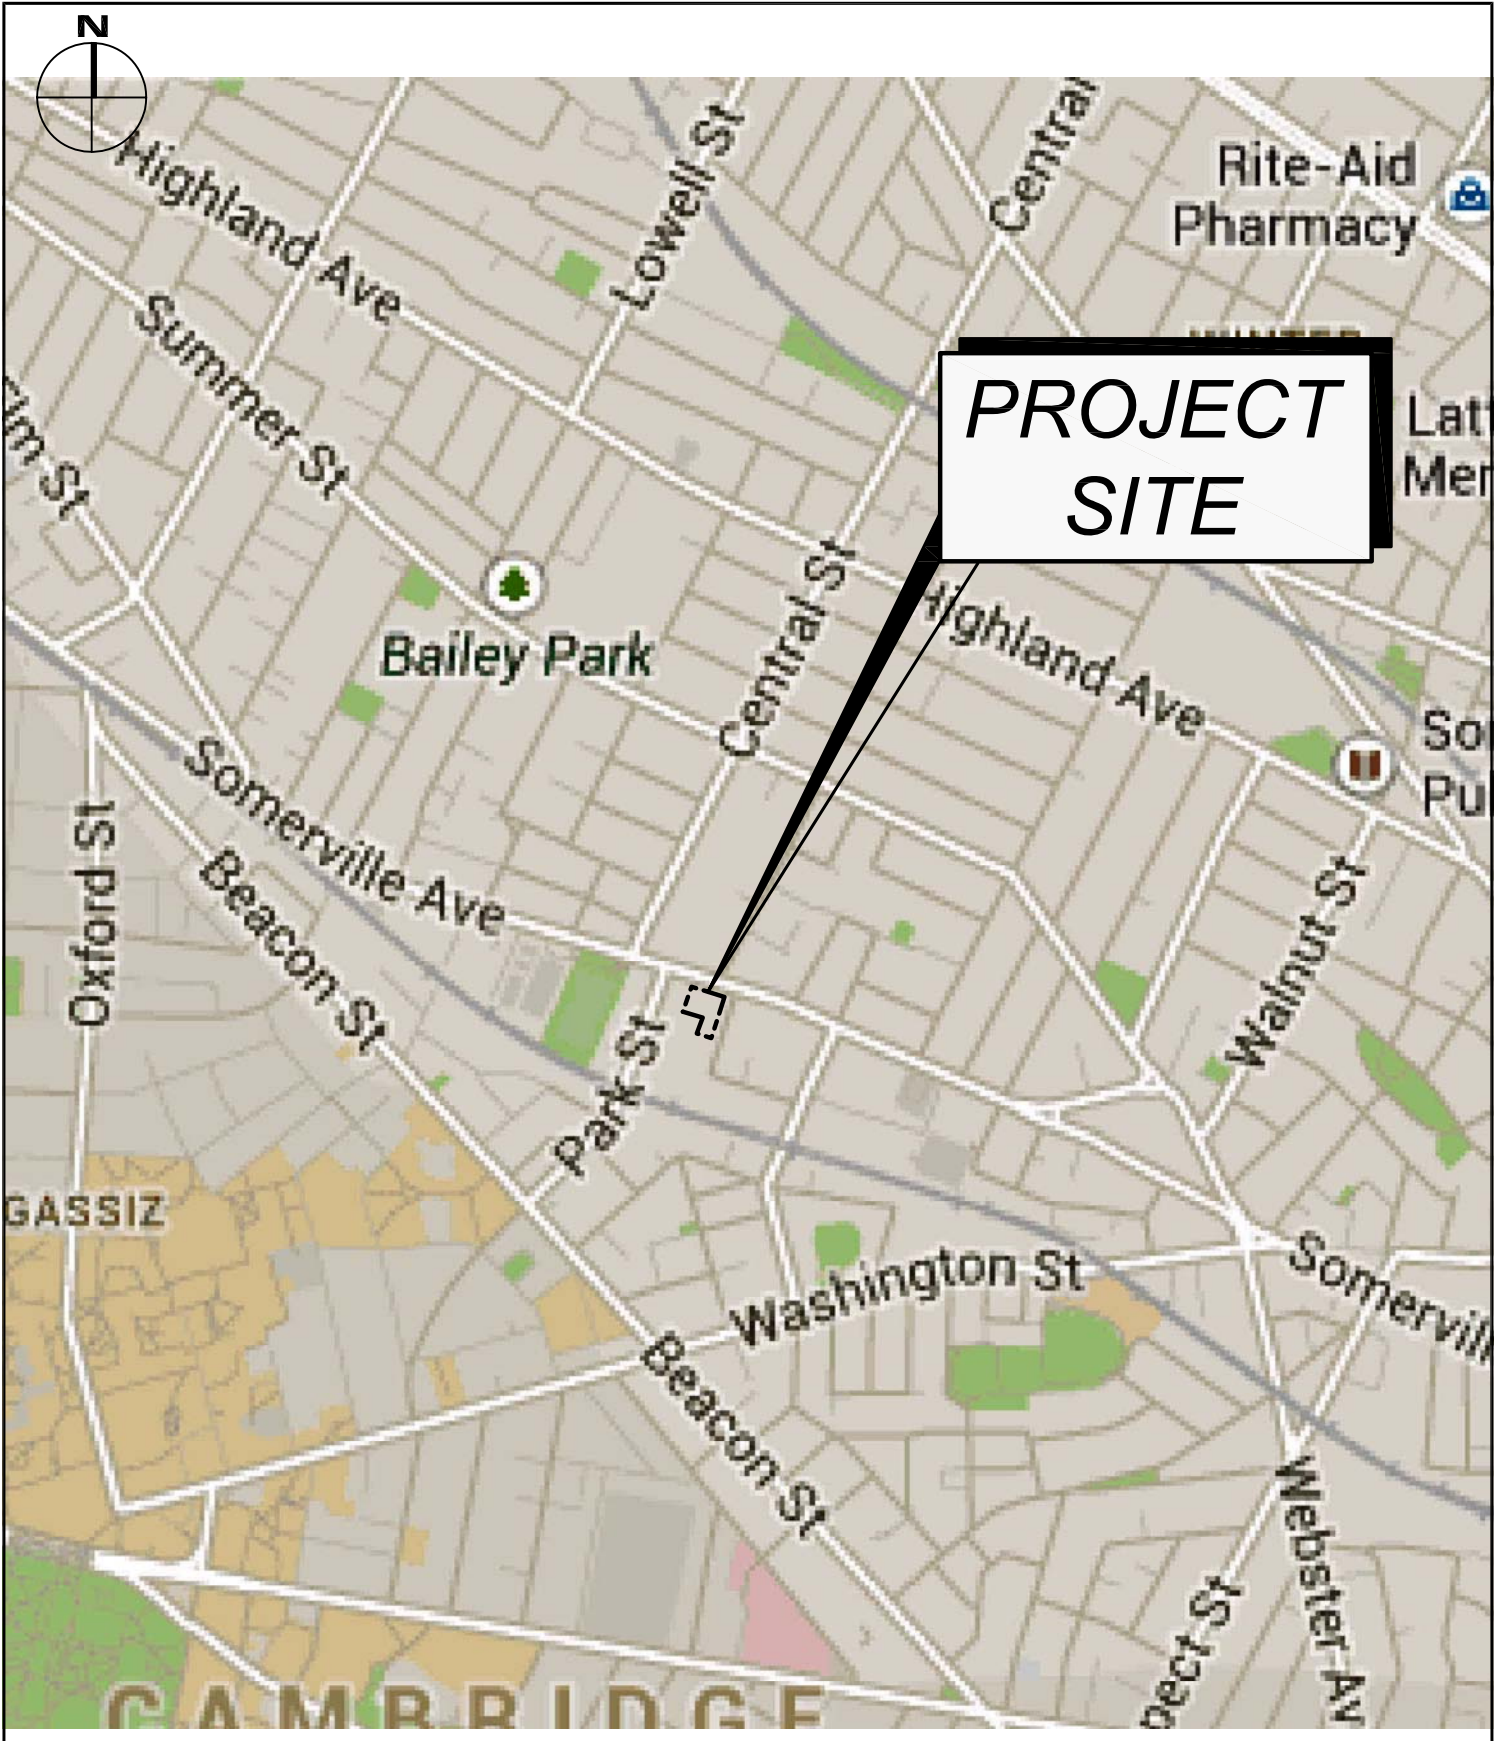 N
Highland Ave
Lowell St
Central
Rite-Aid
Pharmacy
Summer St
PROJECT
SITE
Elm St
Bailey Park
Central St
Highland Ave
Somerville Ave
Oxford St
Beacon St
Walnut St
Park St
GASSIZ
Washington St
Somervill
Beacon St
Webster Av
pect St
CAMBRIDGE